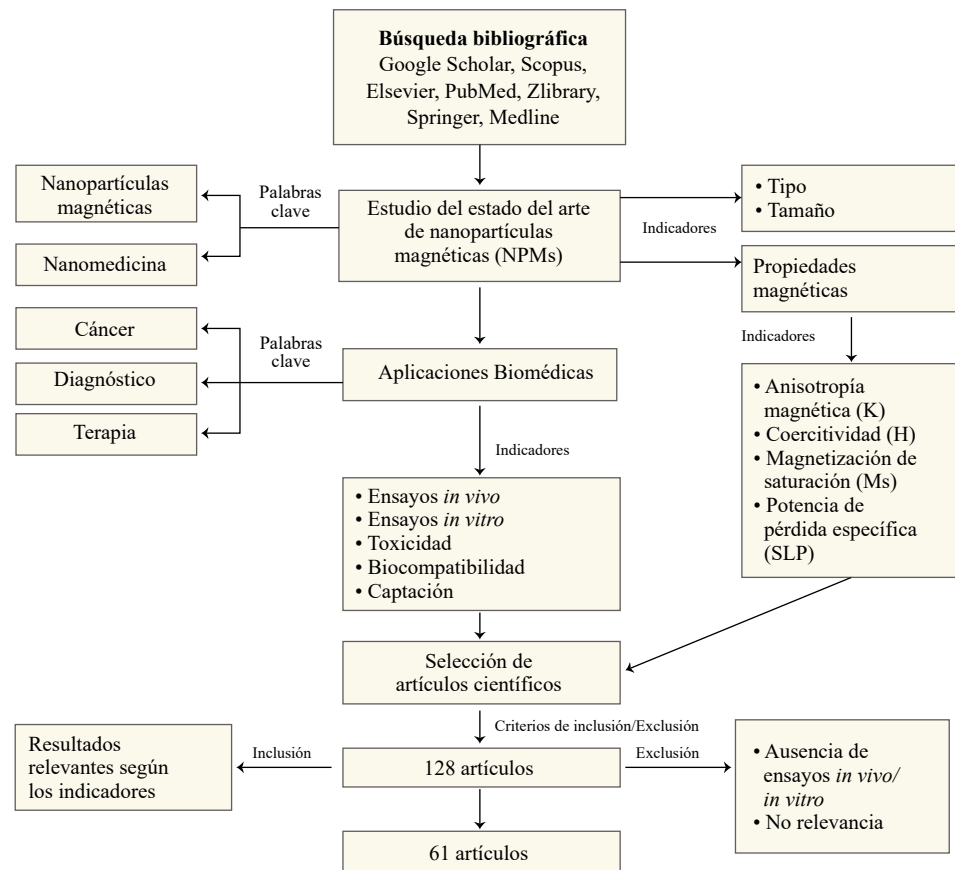 Búsqueda bibliográfica
Google Scholar, Scopus,
Elsevier, PubMed, Zlibrary,
Springer, Medline
Nanopartículas
magnéticas
Nanomedicina
Palabras
clave
Estudio del estado del arte
de nanopartículas
magnéticas (NPMs)
Indicadores
• Tipo
• Tamaño
Propiedades
magnéticas
Indicadores
• Anisotropía
magnética (K)
• Coercitividad (H)
• Magnetización de
saturación (Ms)
• Potencia de
pérdida específica
(SLP)
Cáncer
Diagnóstico
Terapia
Palabras
clave
Aplicaciones Biomédicas
Indicadores
• Ensayos in vivo
• Ensayos in vitro
• Toxicidad
• Biocompatibilidad
• Captación
Selección de
artículos científicos
Criterios de inclusión/Exclusión
Resultados
relevantes según
los indicadores
Inclusión
128 artículos
Exclusión
• Ausencia de
ensayos in vivo/
in vitro
• No relevancia
61 artículos